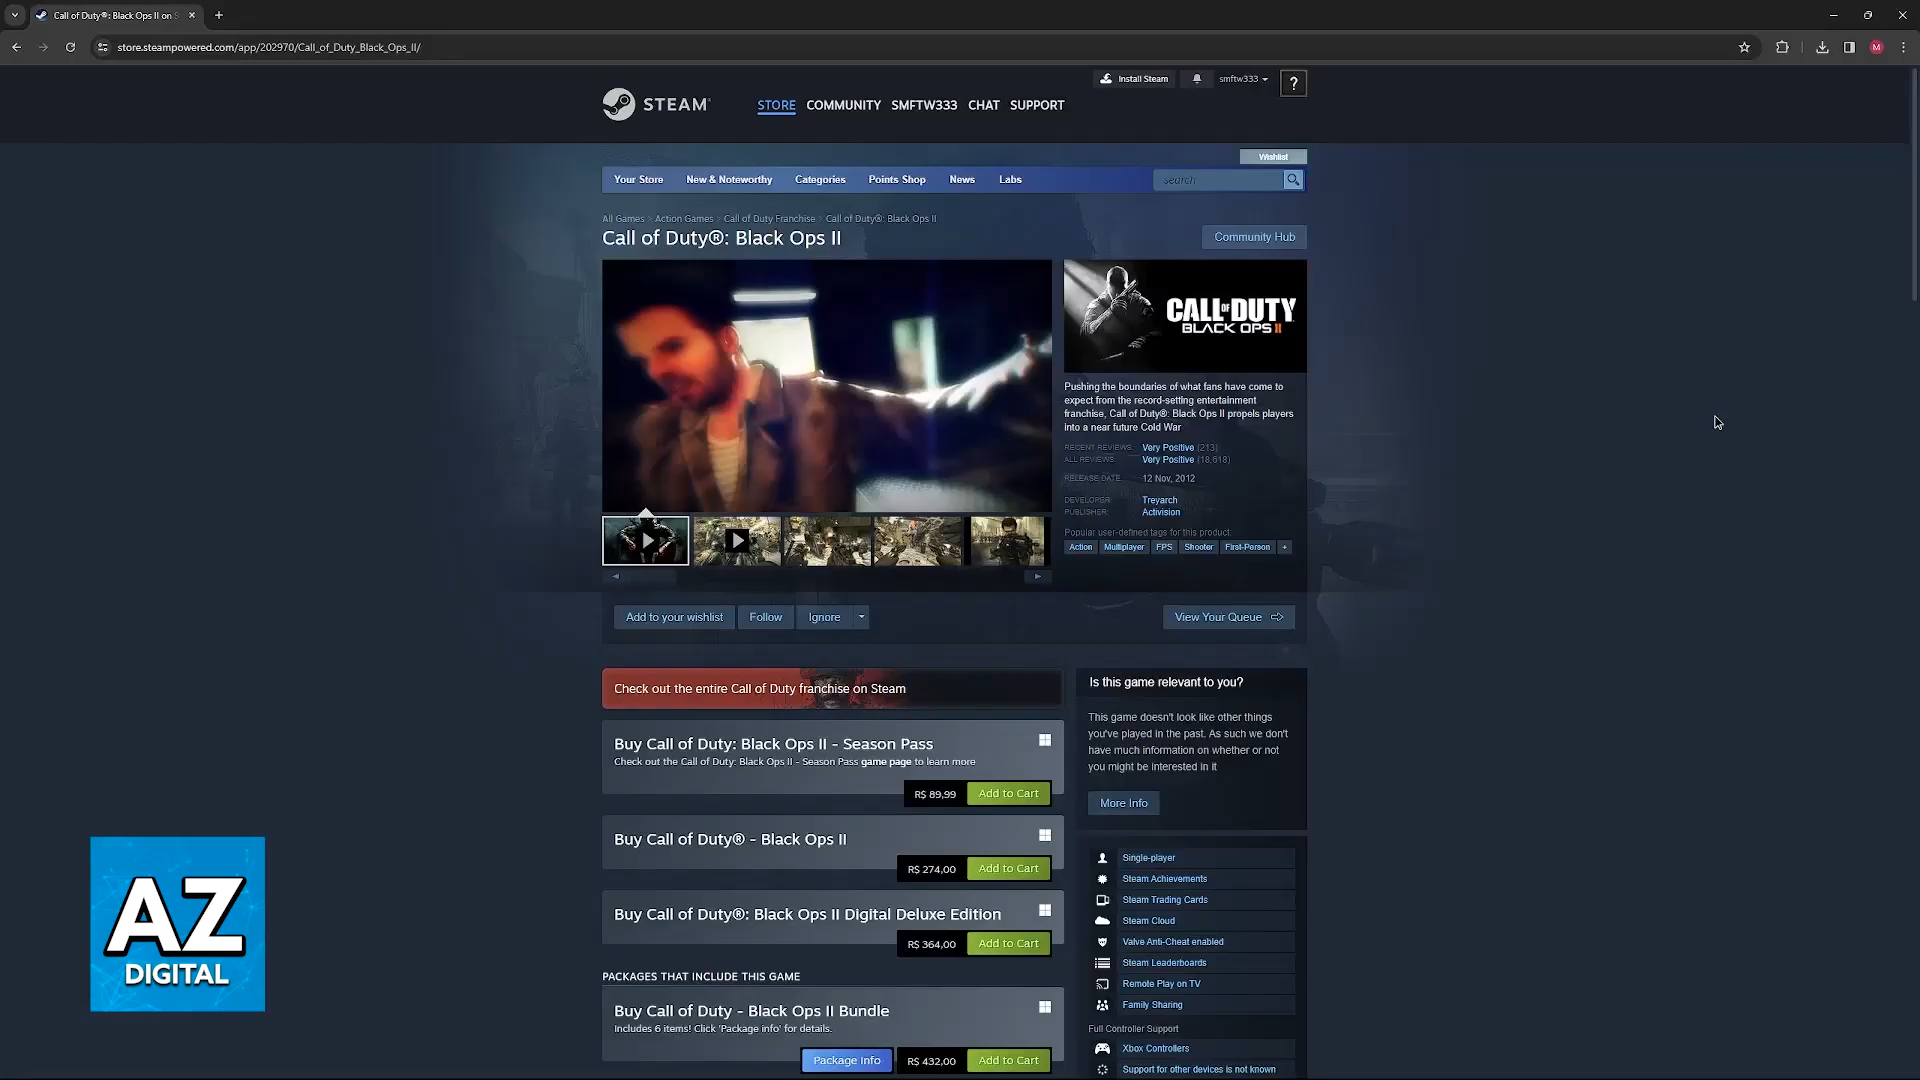 Call of Duty®: Black Ops II on S
store.steampowered.com/app/202970/Call_of_Duty_Black_Ops_II/
M
Install Steam
smftw333
?
STEAM®
STORE COMMUNITY SMFTW333 CHAT SUPPORT
Wishlist
Your Store New & Noteworthy Categories Points Shop News Labs
search
All Games > Action Games > Call of Duty Franchise > Call of Duty®: Black Ops II
Call of Duty®: Black Ops II
Community Hub
CALL OF DUTY
BLACK OPS II
Pushing the boundaries of what fans have come to
expect from the record-setting entertainment
franchise, Call of Duty®: Black Ops II propels players
into a near future Cold War
RECENT REVIEWS: Very Positive (213)
ALL REVIEWS: Very Positive (18,618)
RELEASE DATE: 12 Nov, 2012
DEVELOPER: Treyarch
PUBLISHER: Activision
Popular user-defined tags for this product:
Action Multiplayer FPS Shooter First-Person +
Add to your wishlist Follow Ignore
View Your Queue
Check out the entire Call of Duty franchise on Steam
Buy Call of Duty: Black Ops II - Season Pass
Check out the Call of Duty: Black Ops II - Season Pass game page to learn more
R$ 89,99 Add to Cart
Buy Call of Duty® - Black Ops II
R$ 274,00 Add to Cart
Buy Call of Duty®: Black Ops II Digital Deluxe Edition
R$ 364,00 Add to Cart
PACKAGES THAT INCLUDE THIS GAME
Buy Call of Duty - Black Ops II Bundle
Includes 6 items! Click 'Package info' for details.
Package Info R$ 432,00 Add to Cart
Is this game relevant to you?
This game doesn't look like other things
you've played in the past. As such we don't
have much information on whether or not
you might be interested in it
More Info
Single-player
Steam Achievements
Steam Trading Cards
Steam Cloud
Valve Anti-Cheat enabled
Steam Leaderboards
Remote Play on TV
Family Sharing
Full Controller Support
Xbox Controllers
Support for other devices is not known
AZ
DIGITAL